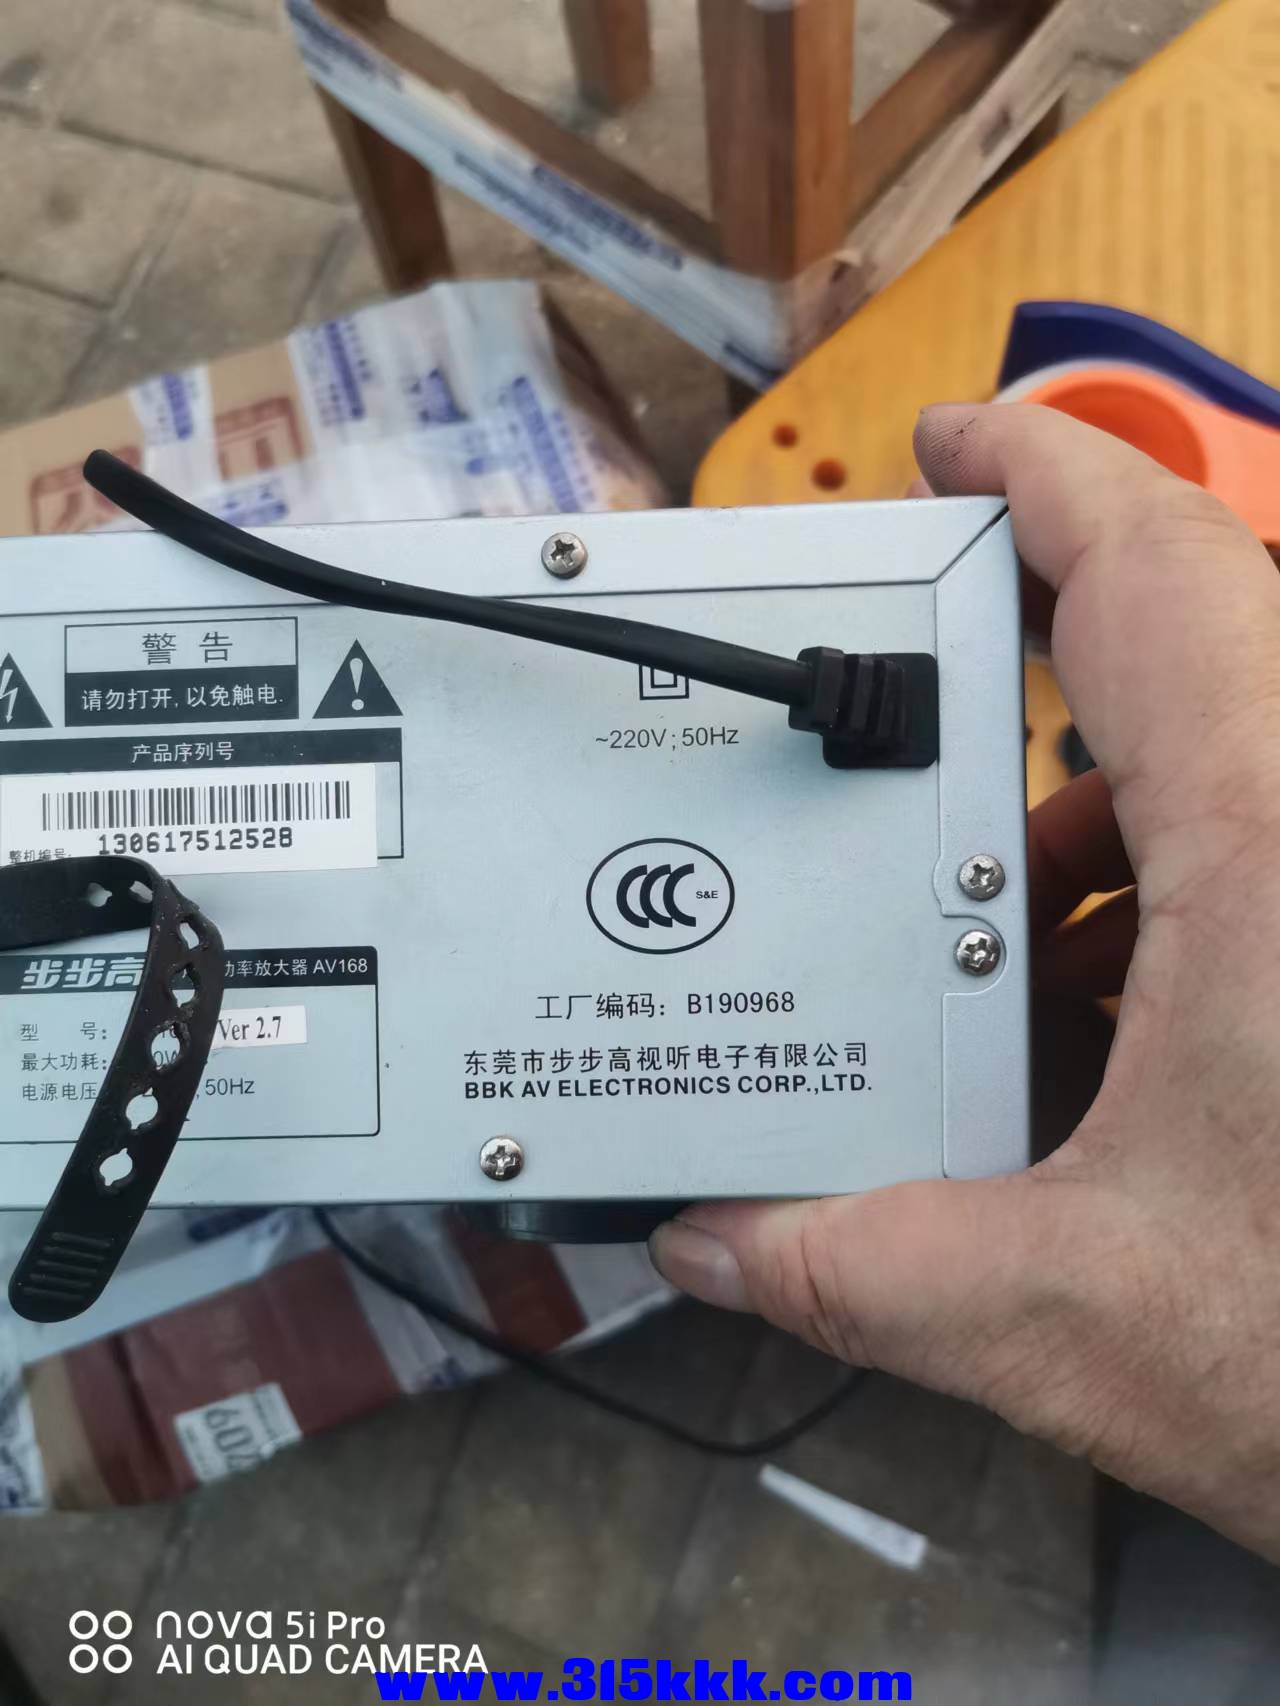 警 告
请勿打开,以免触电.
产品序列号
130617512528
整机编号:
~220V;50Hz
S&E
步步高
功率放大器 AV168
型 号:
Ver 2.7
最大功耗:
电源电压
, 50Hz
工厂编码: B190968
东莞市步步高视听电子有限公司
BBK AV ELECTRONICS CORP.,LTD.
nova 5i Pro
AI QUAD CAMERA
www.315kkk.com